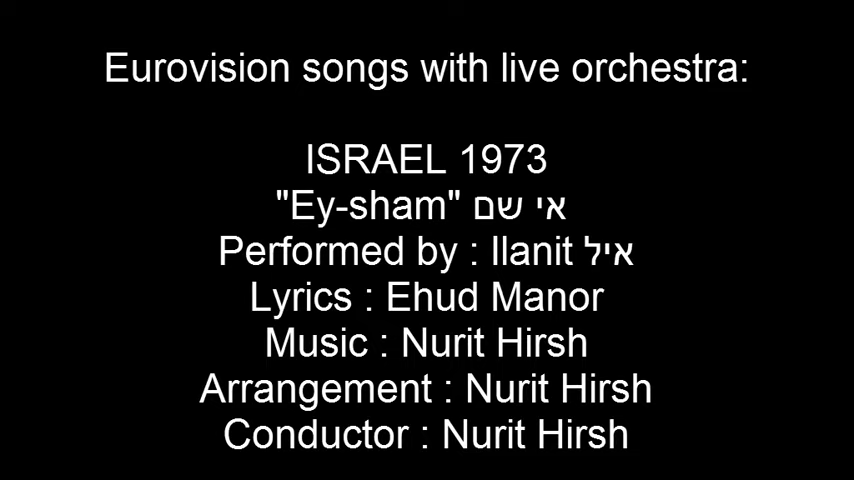 Eurovision songs with live orchestra:
ISRAEL 1973
"Ey-sham" אי שם
Performed by : Ilanit איל
Lyrics : Ehud Manor
Music : Nurit Hirsh
Arrangement : Nurit Hirsh
Conductor : Nurit Hirsh